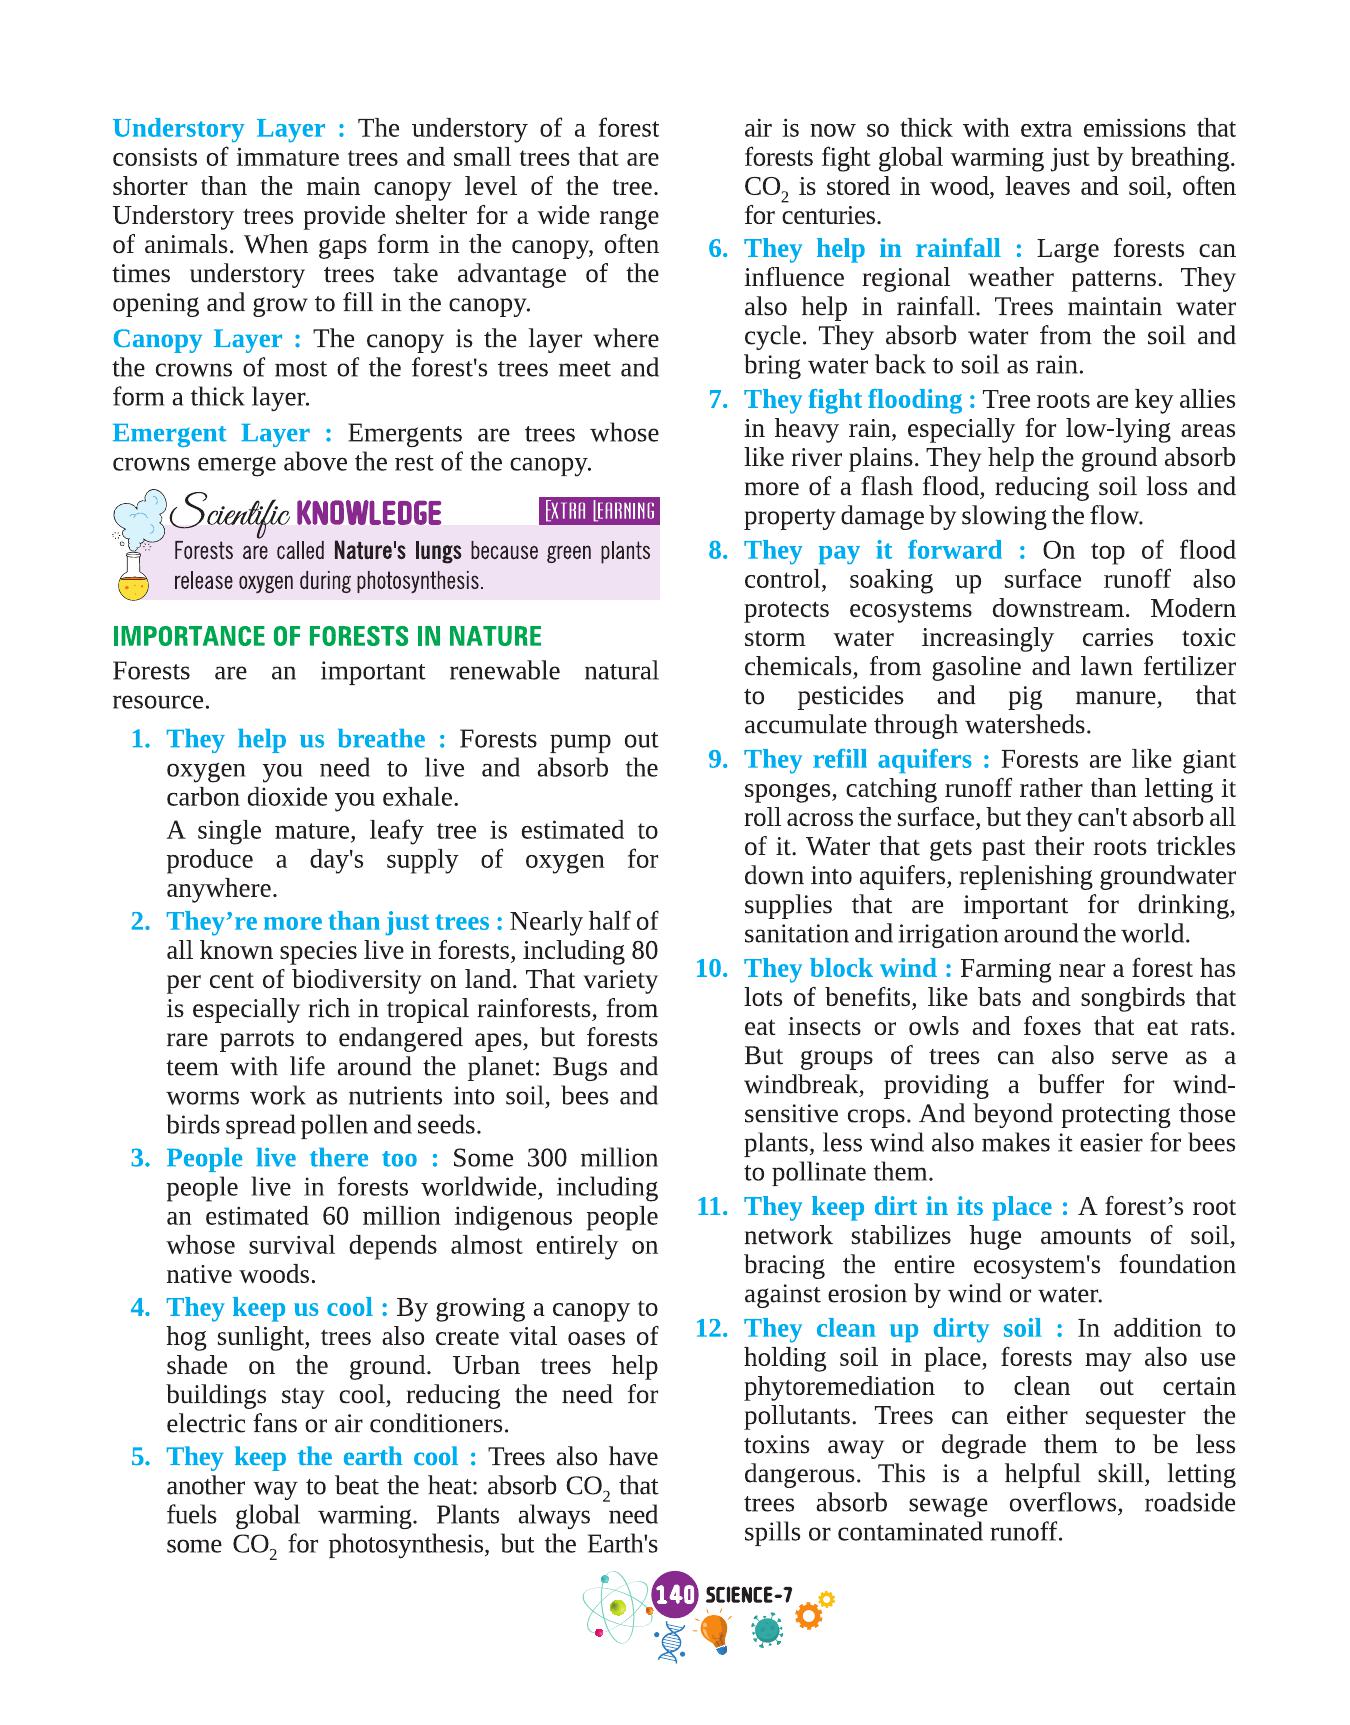 Understory Layer : The understory of a forest
consists of immature trees and small trees that are
shorter than the main canopy level of the tree.
Understory trees provide shelter for a wide range
of animals. When gaps form in the canopy, often
times understory trees take advantage of the
opening and grow to fill in the canopy.
Canopy Layer : The canopy is the layer where
the crowns of most of the forest's trees meet and
form a thick layer.
Emergent Layer : Emergents are trees whose
crowns emerge above the rest of the canopy.
Scientific KNOWLEDGE
EXTRA LEARNING
Forests are called Nature's lungs because green plants
release oxygen during photosynthesis.
IMPORTANCE OF FORESTS IN NATURE
Forests are an important renewable natural
resource.
1. They help us breathe : Forests pump out
oxygen you need to live and absorb the
carbon dioxide you exhale.
A single mature, leafy tree is estimated to
produce a day's supply of oxygen for
anywhere.
2. They’re more than just trees : Nearly half of
all known species live in forests, including 80
per cent of biodiversity on land. That variety
is especially rich in tropical rainforests, from
rare parrots to endangered apes, but forests
teem with life around the planet: Bugs and
worms work as nutrients into soil, bees and
birds spread pollen and seeds.
3. People live there too : Some 300 million
people live in forests worldwide, including
an estimated 60 million indigenous people
whose survival depends almost entirely on
native woods.
4. They keep us cool : By growing a canopy to
hog sunlight, trees also create vital oases of
shade on the ground. Urban trees help
buildings stay cool, reducing the need for
electric fans or air conditioners.
5. They keep the earth cool : Trees also have
another way to beat the heat: absorb CO₂ that
fuels global warming. Plants always need
some CO₂ for photosynthesis, but the Earth's
air is now so thick with extra emissions that
forests fight global warming just by breathing.
CO₂ is stored in wood, leaves and soil, often
for centuries.
6. They help in rainfall : Large forests can
influence regional weather patterns. They
also help in rainfall. Trees maintain water
cycle. They absorb water from the soil and
bring water back to soil as rain.
7. They fight flooding : Tree roots are key allies
in heavy rain, especially for low-lying areas
like river plains. They help the ground absorb
more of a flash flood, reducing soil loss and
property damage by slowing the flow.
8. They pay it forward : On top of flood
control, soaking up surface runoff also
protects ecosystems downstream. Modern
storm water increasingly carries toxic
chemicals, from gasoline and lawn fertilizer
to pesticides and pig manure, that
accumulate through watersheds.
9. They refill aquifers : Forests are like giant
sponges, catching runoff rather than letting it
roll across the surface, but they can't absorb all
of it. Water that gets past their roots trickles
down into aquifers, replenishing groundwater
supplies that are important for drinking,
sanitation and irrigation around the world.
10. They block wind : Farming near a forest has
lots of benefits, like bats and songbirds that
eat insects or owls and foxes that eat rats.
But groups of trees can also serve as a
windbreak, providing a buffer for wind-
sensitive crops. And beyond protecting those
plants, less wind also makes it easier for bees
to pollinate them.
11. They keep dirt in its place : A forest’s root
network stabilizes huge amounts of soil,
bracing the entire ecosystem's foundation
against erosion by wind or water.
12. They clean up dirty soil : In addition to
holding soil in place, forests may also use
phytoremediation to clean out certain
pollutants. Trees can either sequester the
toxins away or degrade them to be less
dangerous. This is a helpful skill, letting
trees absorb sewage overflows, roadside
spills or contaminated runoff.
140 SCIENCE-7